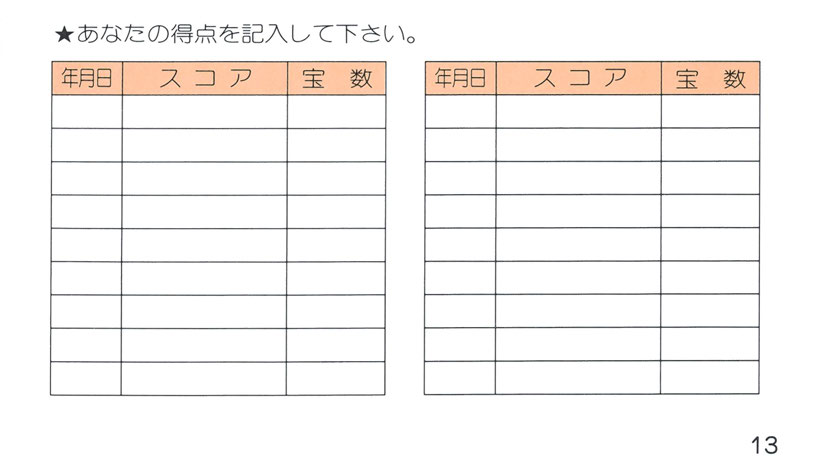 ★あなたの得点を記入して下さい。
年月日 スコア 宝数 年月日 スコア 宝数
13